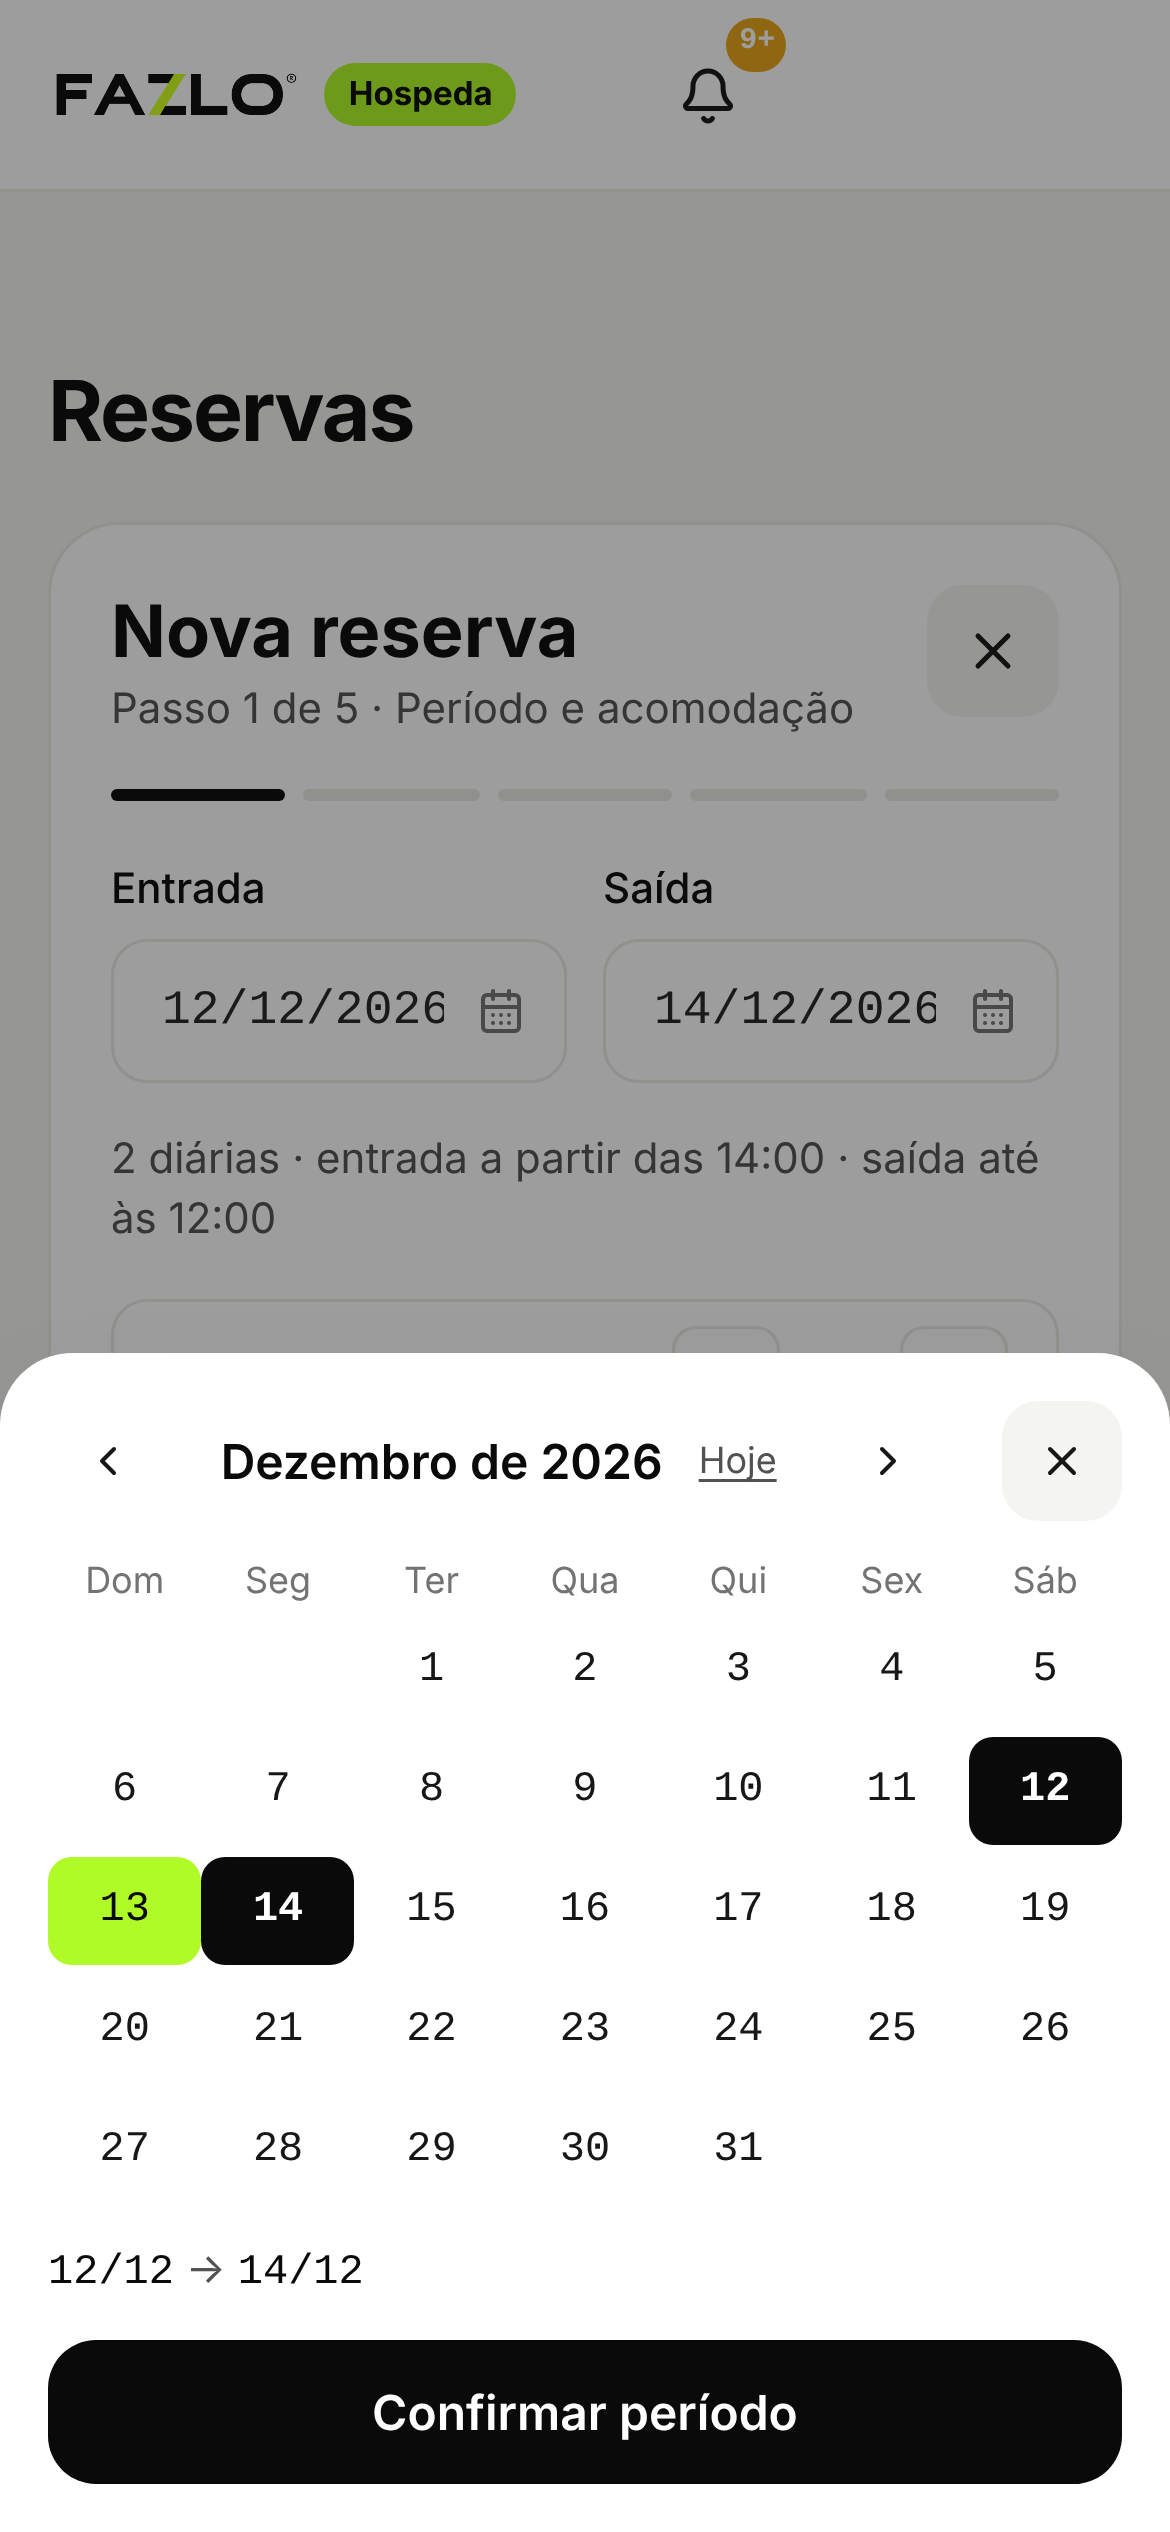 FAZLO® Hospeda
9+
Reservas
Nova reserva
Passo 1 de 5 · Período e acomodação
Entrada Saída
12/12/2026 14/12/2026
2 diárias · entrada a partir das 14:00 · saída até
às 12:00
Dezembro de 2026 Hoje
Dom Seg Ter Qua Qui Sex Sáb
1 2 3 4 5
6 7 8 9 10 11 12
13 14 15 16 17 18 19
20 21 22 23 24 25 26
27 28 29 30 31
12/12 → 14/12
Confirmar período